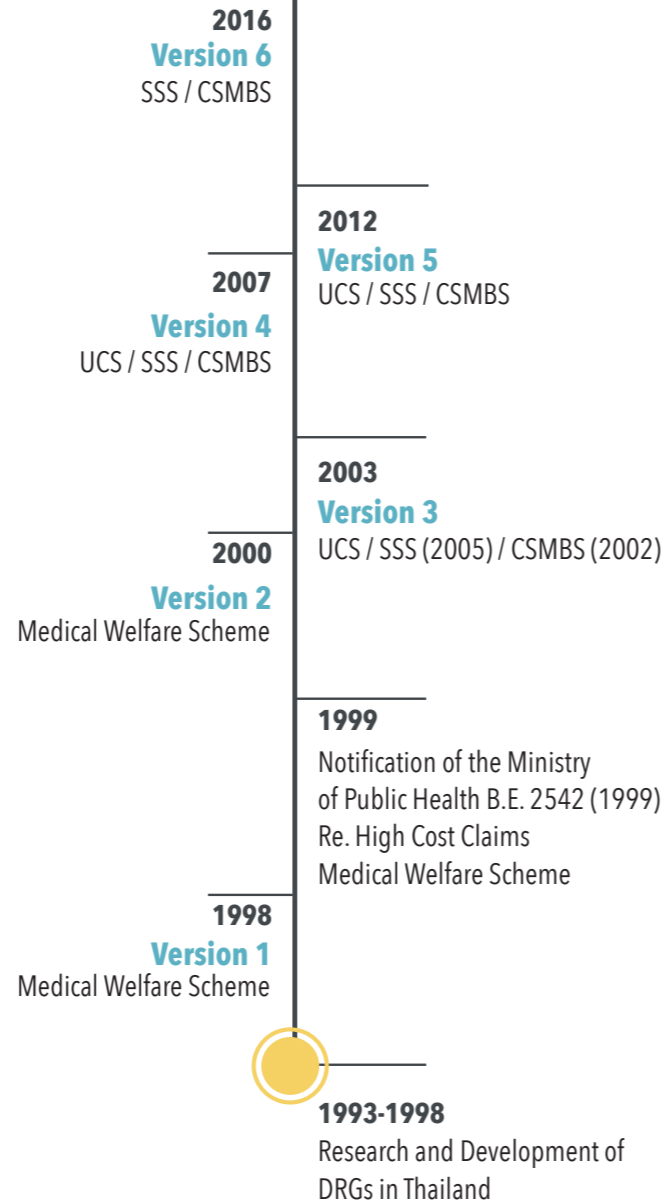 2016
Version 6
SSS / CSMBS
2012
Version 5
UCS / SSS / CSMBS
2007
Version 4
UCS / SSS / CSMBS
2003
Version 3
UCS / SSS (2005) / CSMBS (2002)
2000
Version 2
Medical Welfare Scheme
1999
Notification of the Ministry
of Public Health B.E. 2542 (1999)
Re. High Cost Claims
Medical Welfare Scheme
1998
Version 1
Medical Welfare Scheme
1993-1998
Research and Development of
DRGs in Thailand